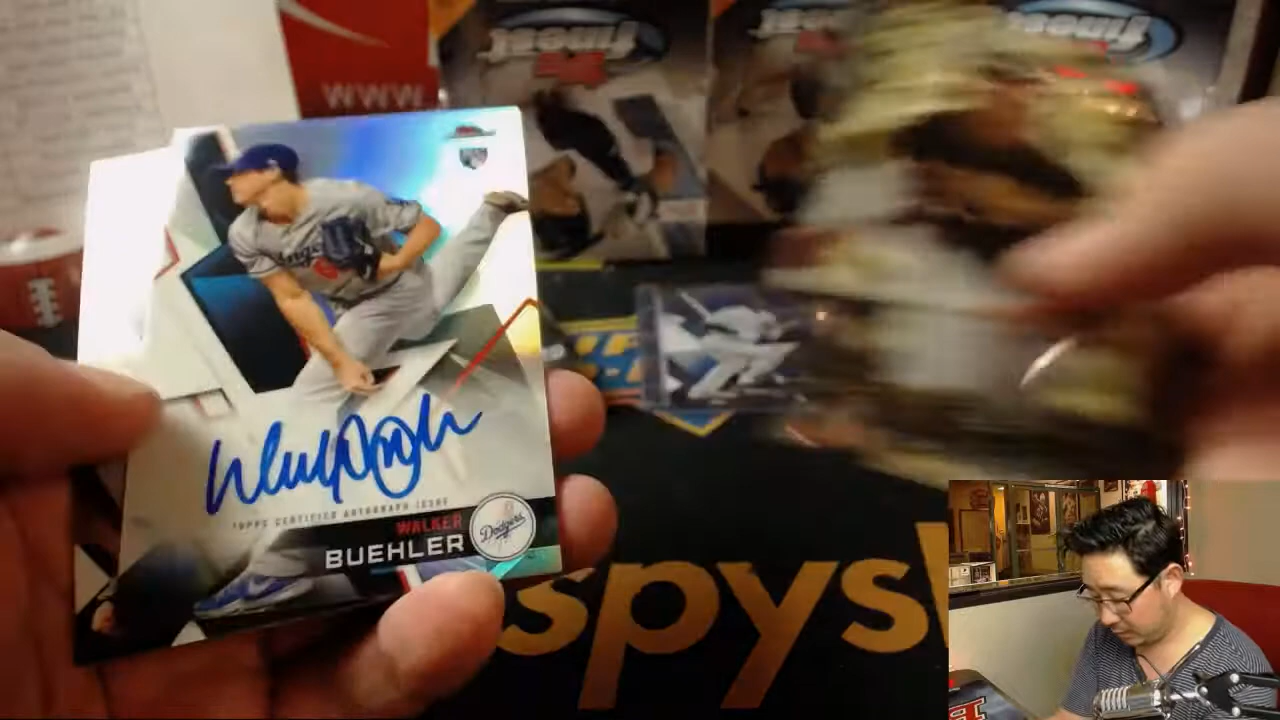 WWW
finest
finest
finest
TOPPS CERTIFIED AUTOGRAPH ISSUE
WALKER
BUEHLER
Dodgers
spys